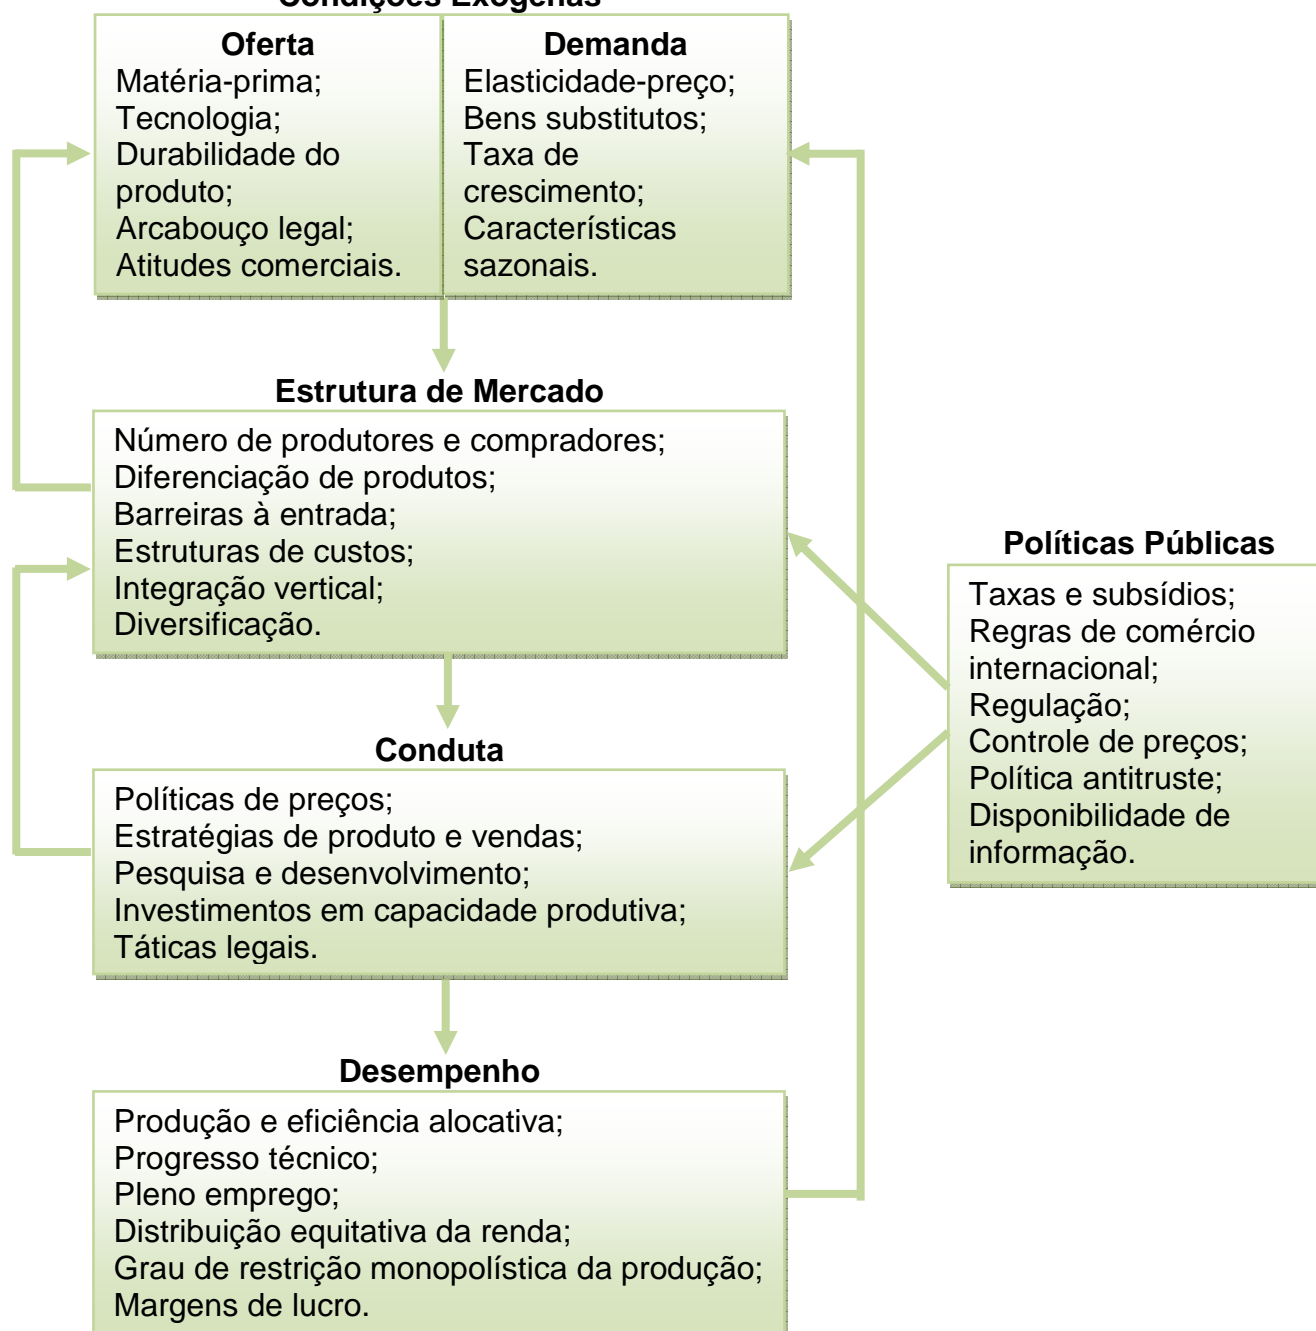 Condições Exógenas
Oferta
Matéria-prima;
Tecnologia;
Durabilidade do
produto;
Arcabouço legal;
Atitudes comerciais.
Demanda
Elasticidade-preço;
Bens substitutos;
Taxa de
crescimento;
Características
sazonais.
Estrutura de Mercado
Número de produtores e compradores;
Diferenciação de produtos;
Barreiras à entrada;
Estruturas de custos;
Integração vertical;
Diversificação.
Políticas Públicas
Taxas e subsídios;
Regras de comércio
internacional;
Regulação;
Controle de preços;
Política antitruste;
Disponibilidade de
informação.
Conduta
Políticas de preços;
Estratégias de produto e vendas;
Pesquisa e desenvolvimento;
Investimentos em capacidade produtiva;
Táticas legais.
Desempenho
Produção e eficiência alocativa;
Progresso técnico;
Pleno emprego;
Distribuição equitativa da renda;
Grau de restrição monopolística da produção;
Margens de lucro.